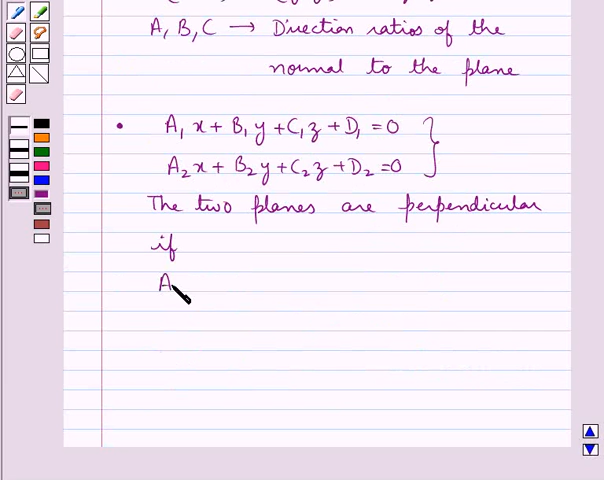 A, B, C → Direction ratios of the
normal to the plane
• A₁x + B₁y + C₁z + D₁ = 0
A₂x + B₂y + C₂z + D₂ = 0
The two planes are perpendicular
if
A